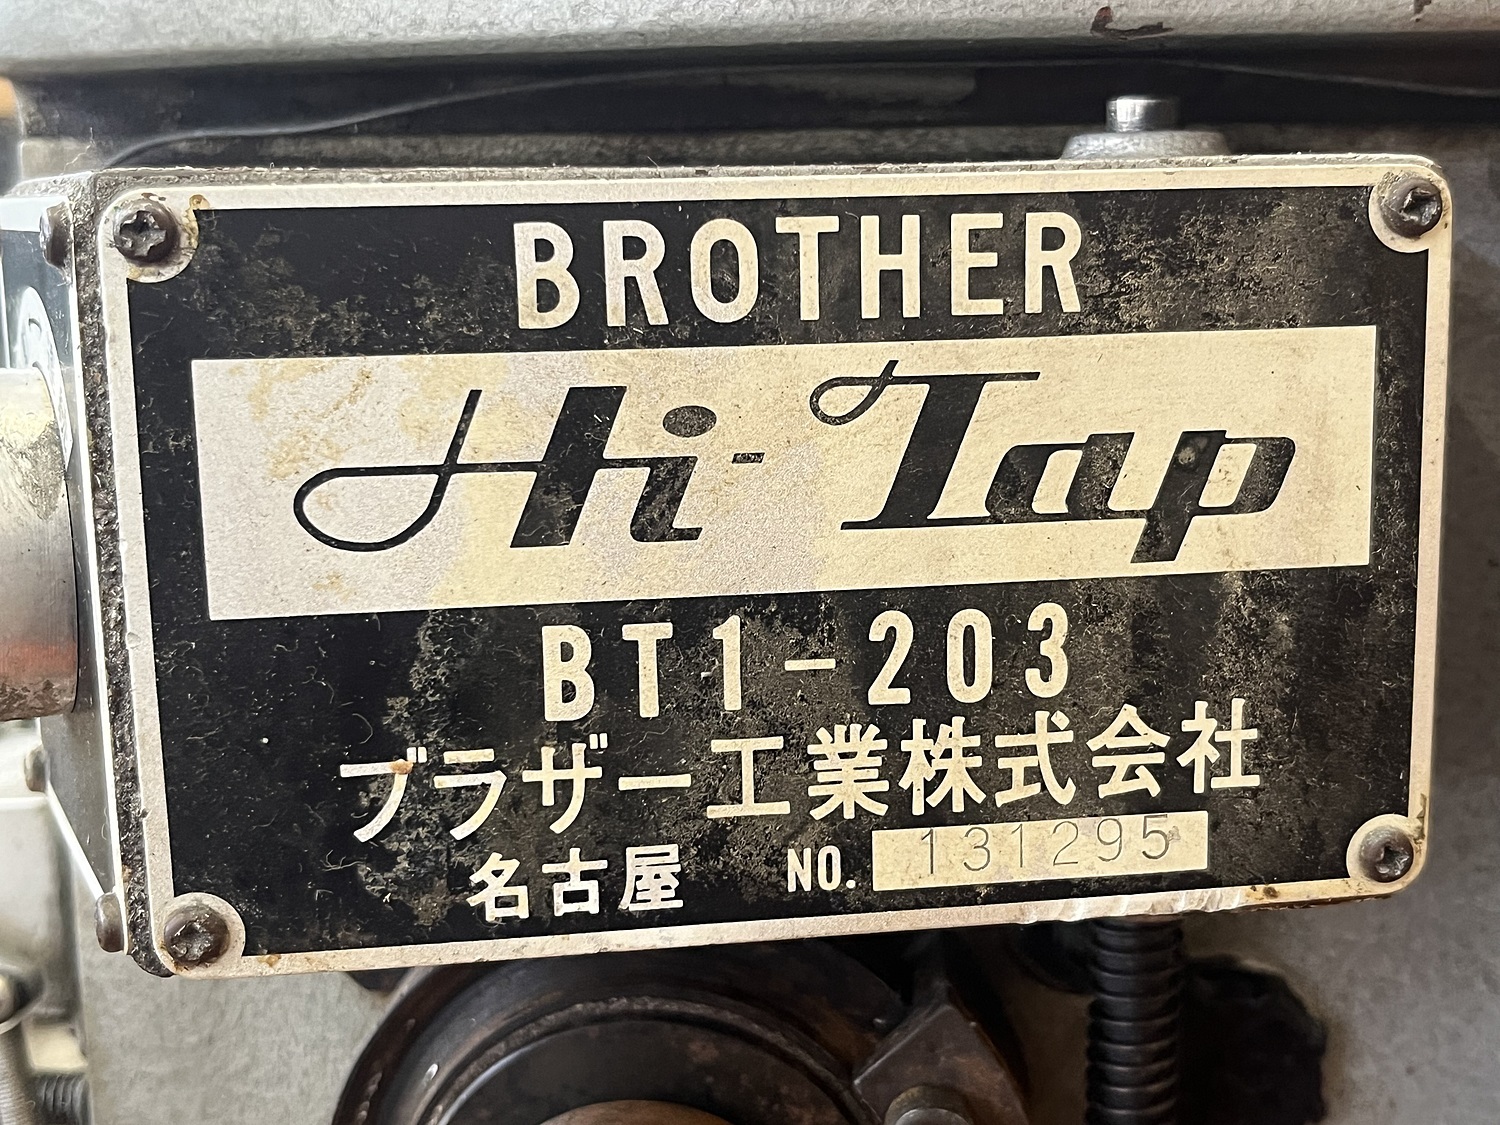 BROTHER
Hi-Tap
BT1-203
ブラザー工業株式会社
名古屋 NO. 131295